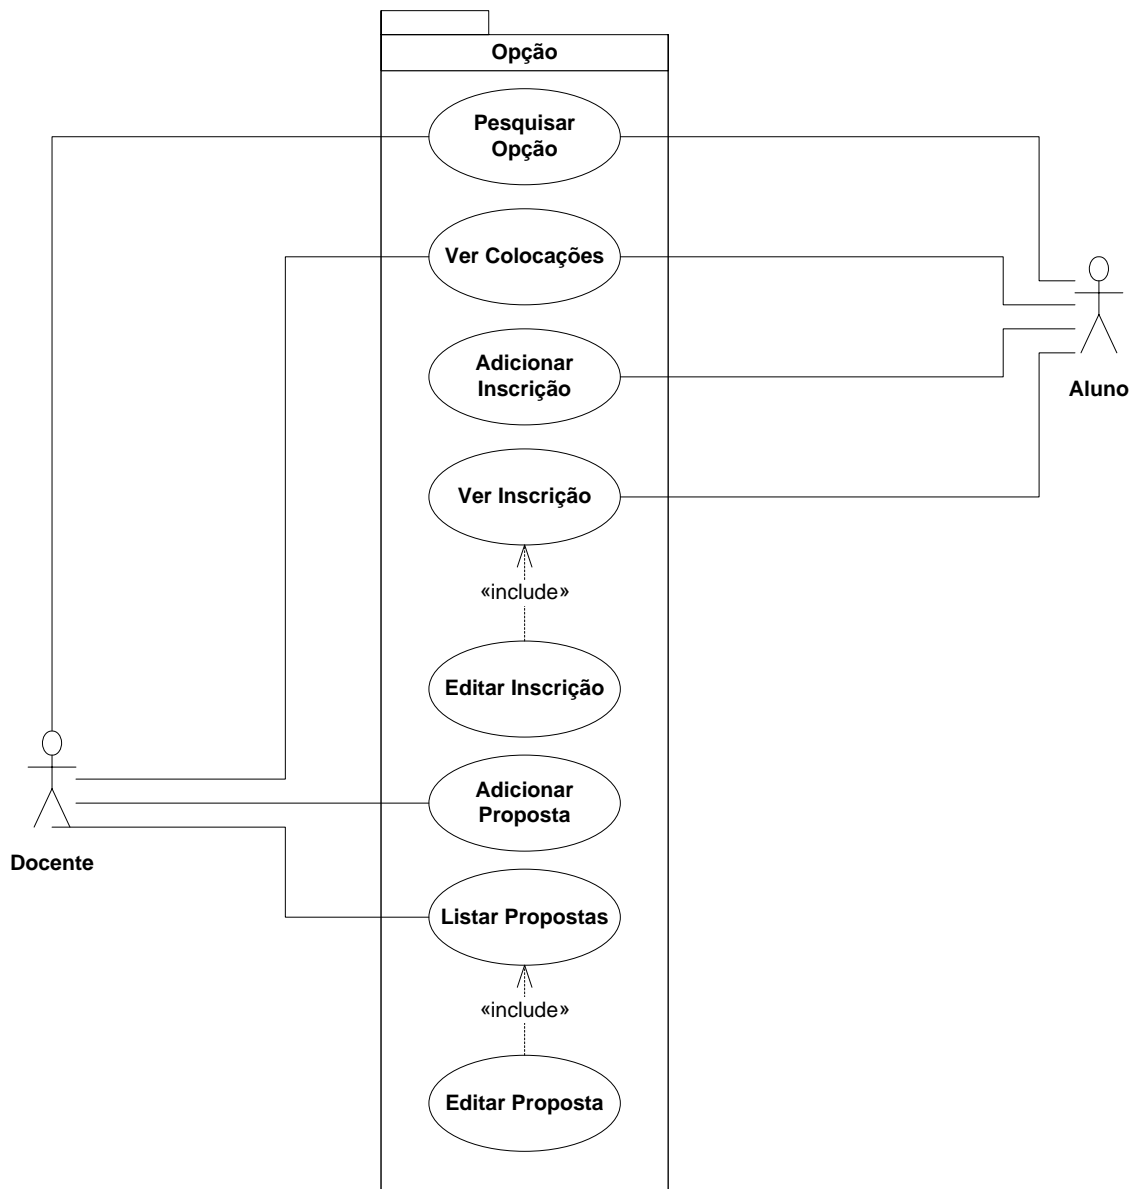 Opção
Pesquisar
Opção
Ver Colocações
Adicionar
Inscrição
Aluno
Ver Inscrição
«include»
Editar Inscrição
Adicionar
Proposta
Docente
Listar Propostas
«include»
Editar Proposta